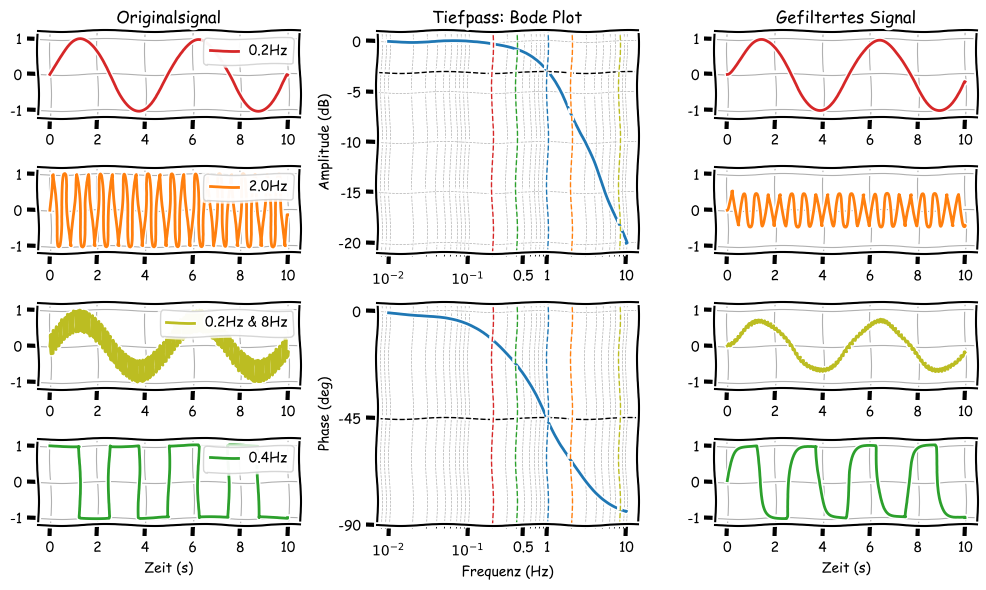 Originalsignal
1
0
-1
0.2Hz
0 2 4 6 8 10
1
0
-1
2.0Hz
0 2 4 6 8 10
1
0
-1
0.2Hz & 8Hz
0 2 4 6 8 10
1
0
-1
0.4Hz
0 2 4 6 8 10
Zeit (s)
Tiefpass: Bode Plot
Amplitude (dB)
0
-5
-10
-15
-20
10⁻² 10⁻¹ 0.5 1 10
Phase (deg)
0
-45
-90
10⁻² 10⁻¹ 0.5 1 10
Frequenz (Hz)
Gefiltertes Signal
1
0
-1
0 2 4 6 8 10
1
0
-1
0 2 4 6 8 10
1
0
-1
0 2 4 6 8 10
1
0
-1
0 2 4 6 8 10
Zeit (s)